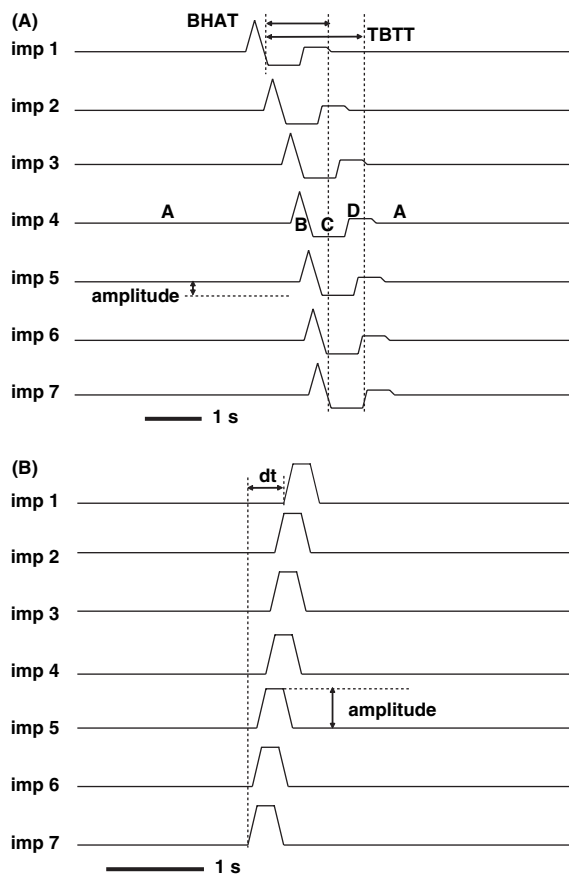 (A)
BHAT
TBTT
imp 1
imp 2
imp 3
imp 4
A
B
C
D
A
imp 5
amplitude
imp 6
imp 7
1 s
(B)
dt
imp 1
imp 2
imp 3
imp 4
imp 5
amplitude
imp 6
imp 7
1 s